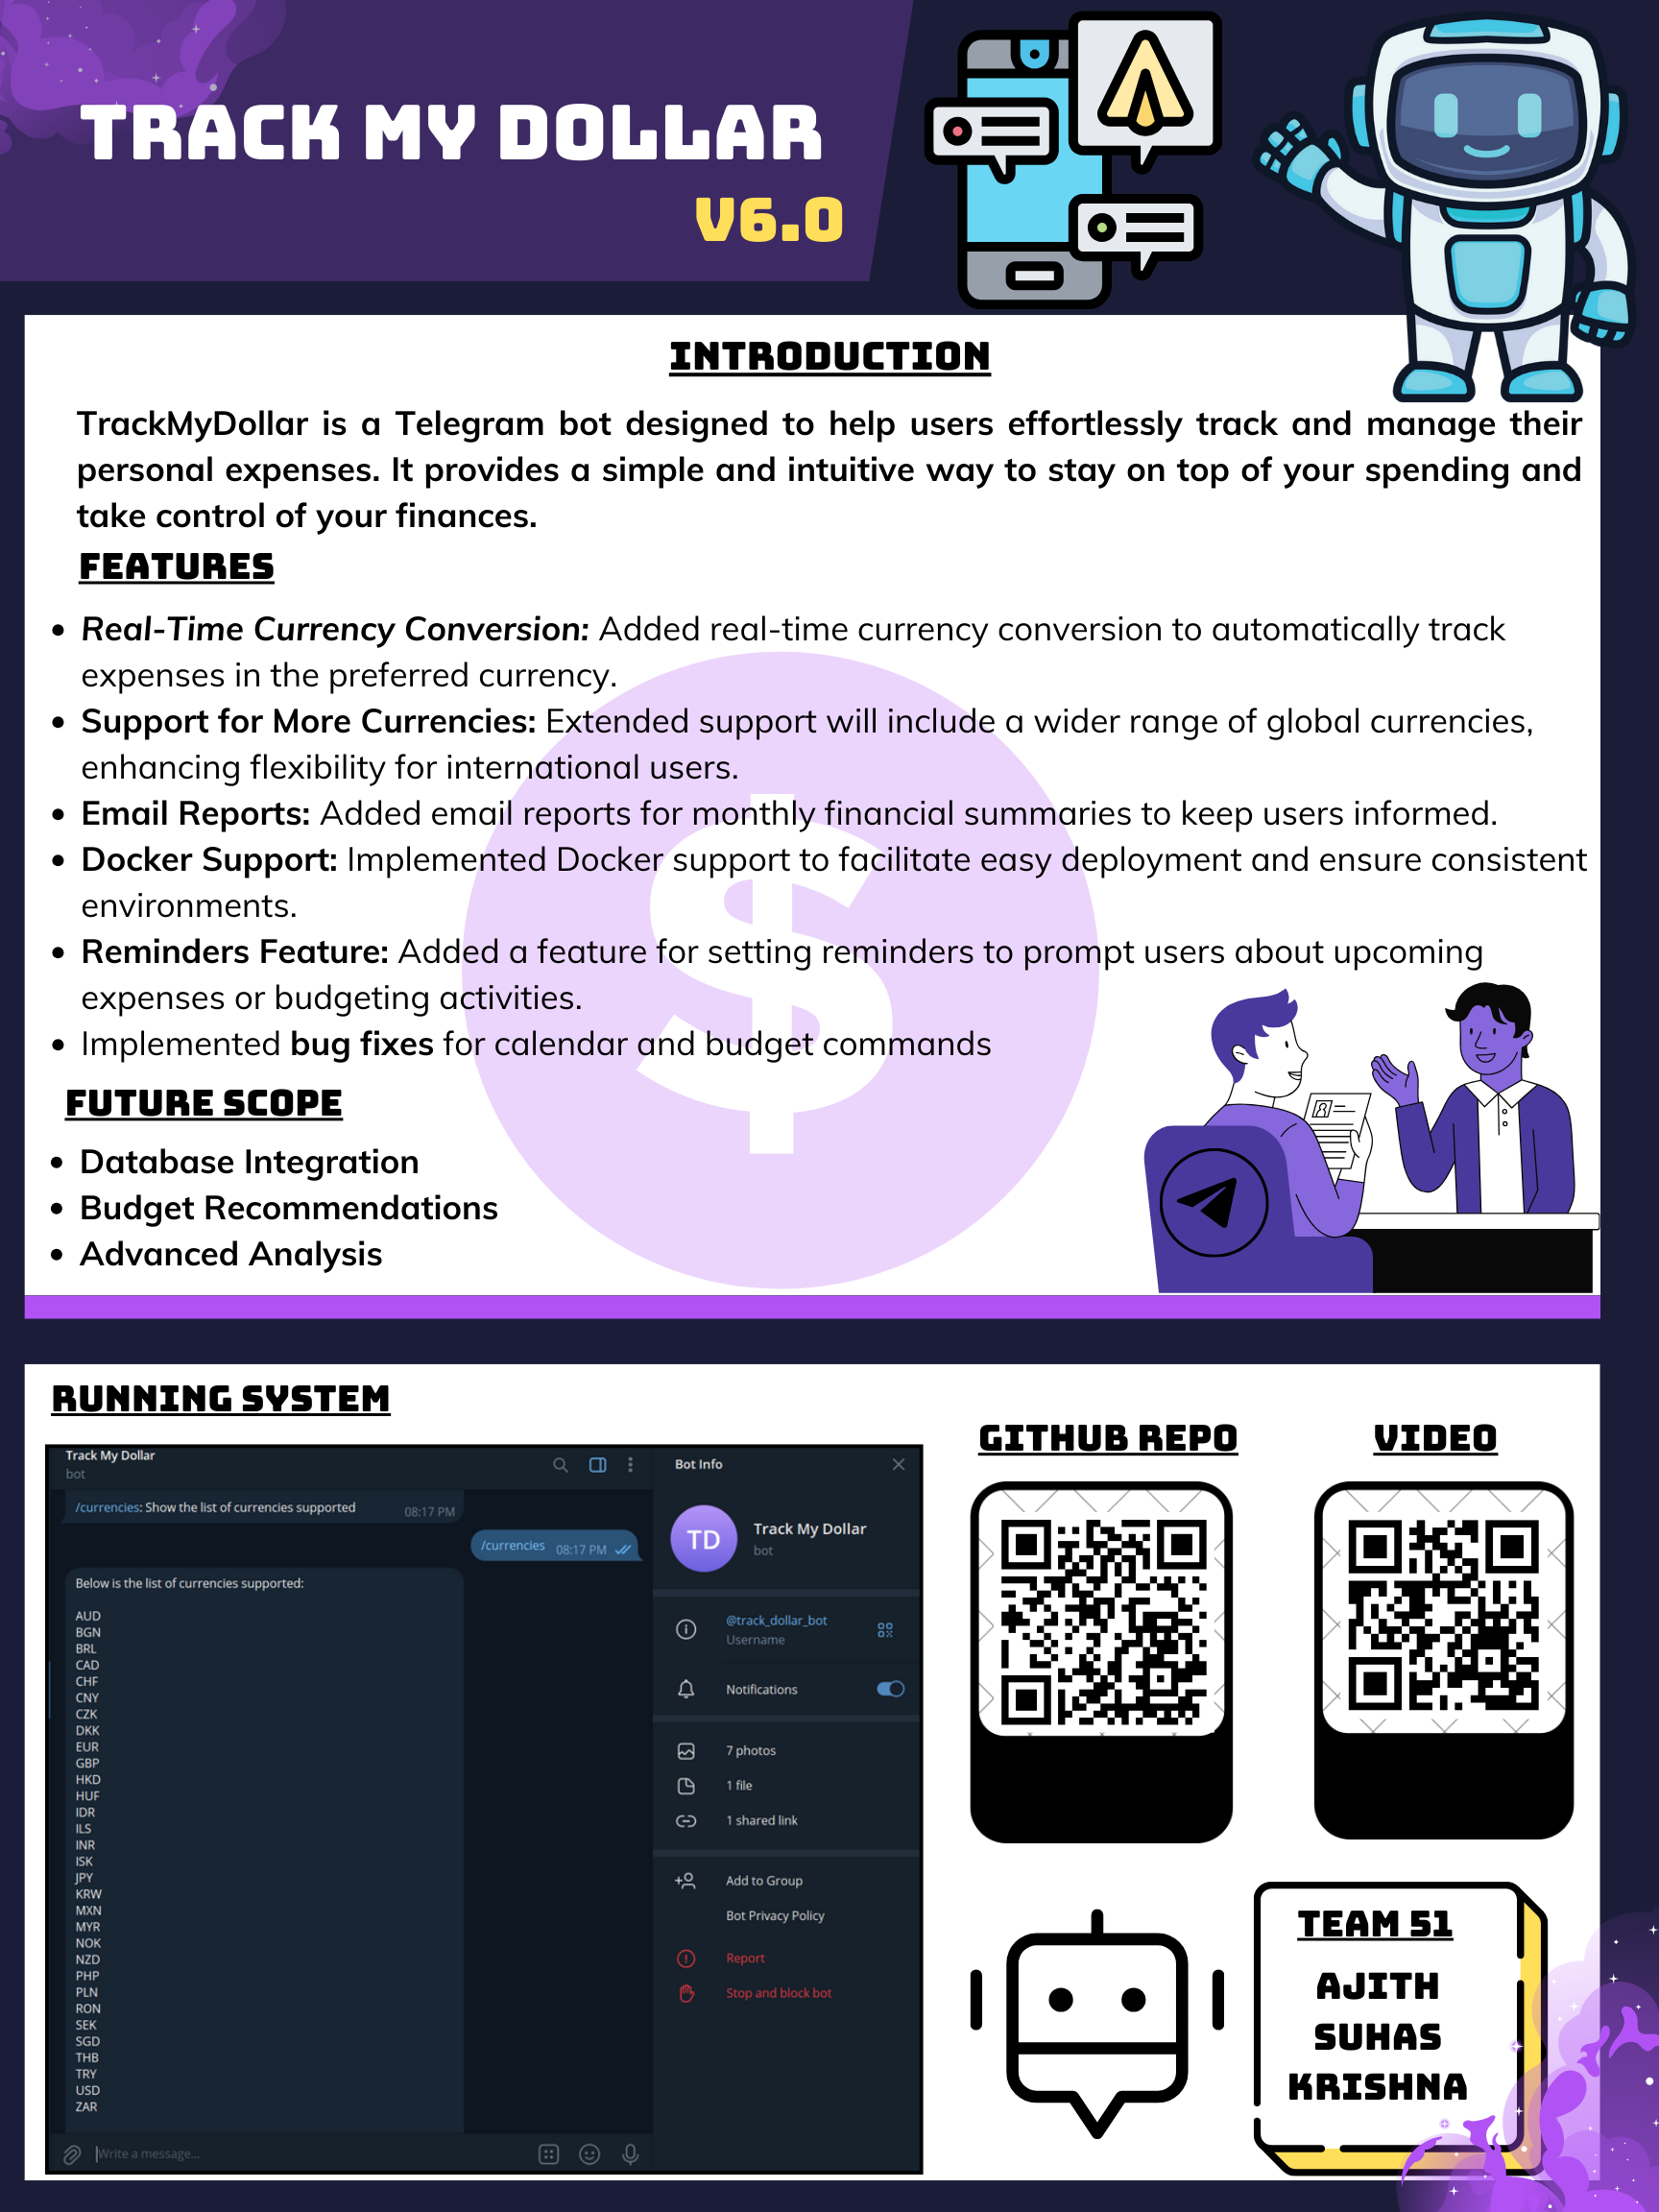 TRACK MY DOLLAR
V6.0
INTRODUCTION
TrackMyDollar is a Telegram bot designed to help users effortlessly track and manage their
personal expenses. It provides a simple and intuitive way to stay on top of your spending and
take control of your finances.
FEATURES
• Real-Time Currency Conversion: Added real-time currency conversion to automatically track
expenses in the preferred currency.
• Support for More Currencies: Extended support will include a wider range of global currencies,
enhancing flexibility for international users.
• Email Reports: Added email reports for monthly financial summaries to keep users informed.
• Docker Support: Implemented Docker support to facilitate easy deployment and ensure consistent
environments.
• Reminders Feature: Added a feature for setting reminders to prompt users about upcoming
expenses or budgeting activities.
• Implemented bug fixes for calendar and budget commands
$
FUTURE SCOPE
• Database Integration
• Budget Recommendations
• Advanced Analysis
RUNNING SYSTEM
Track My Dollar
bot
/currencies: Show the list of currencies supported 08:17 PM
/currencies 08:17 PM
Below is the list of currencies supported:
AUD
BGN
BRL
CAD
CHF
CNY
CZK
DKK
EUR
GBP
HKD
HUF
IDR
ILS
INR
ISK
JPY
KRW
MXN
MYR
NOK
NZD
PHP
PLN
RON
SEK
SGD
THB
TRY
USD
ZAR
Write a message...
Bot Info
TD
Track My Dollar
bot
@track_dollar_bot
Username
Notifications
7 photos
1 file
1 shared link
Add to Group
Bot Privacy Policy
Report
Stop and block bot
GITHUB REPO
VIDEO
TEAM 51
AJITH
SUHAS
KRISHNA